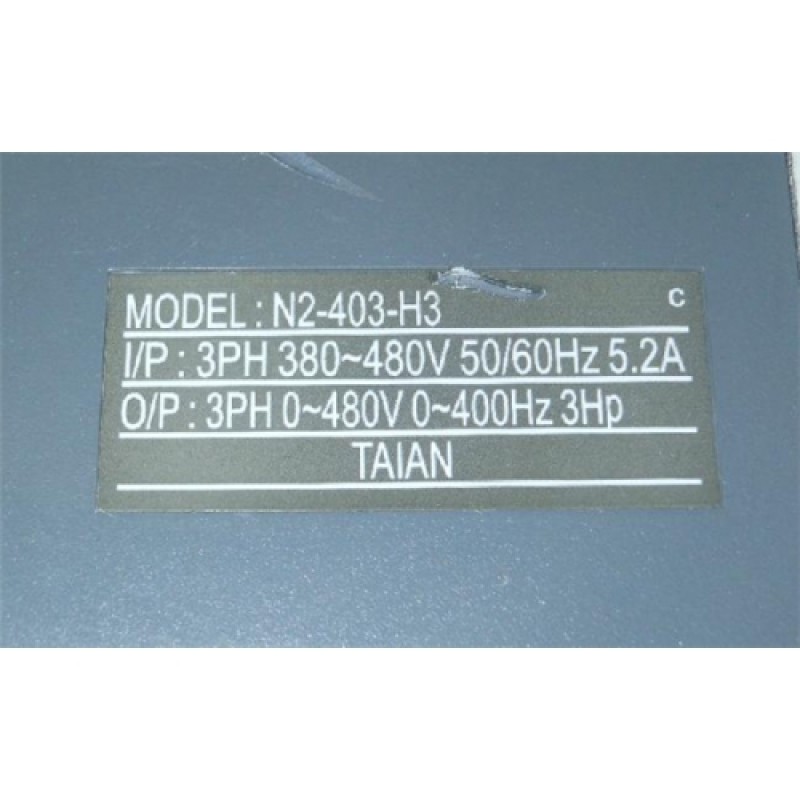 MODEL : N2-403-H3 C
I/P : 3PH 380~480V 50/60Hz 5.2A
O/P : 3PH 0~480V 0~400Hz 3Hp
TAIAN